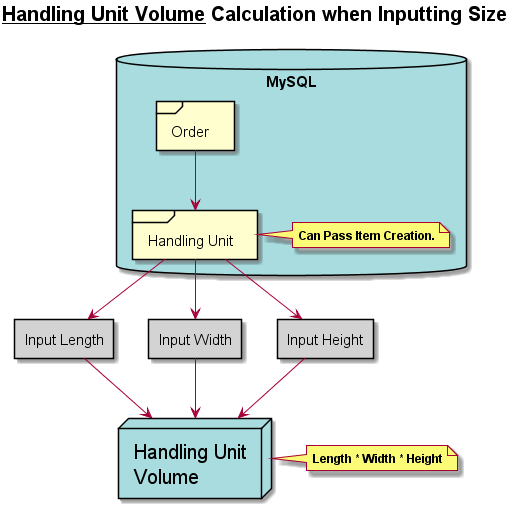 Handling Unit Volume Calculation when Inputting Size
MySQL
Order
Handling Unit
Can Pass Item Creation.
Input Length
Input Width
Input Height
Handling Unit
Volume
Length * Width * Height